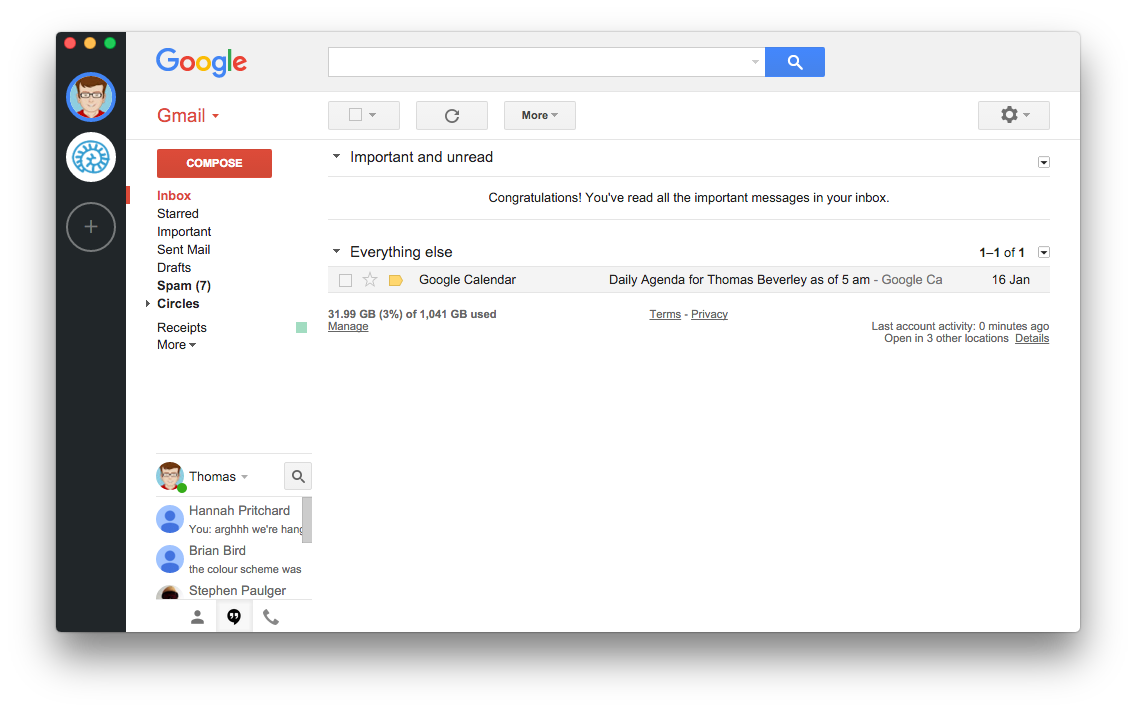 Google
Gmail
More
COMPOSE
Inbox
Starred
Important
Sent Mail
Drafts
Spam (7)
Circles
Receipts
More
Important and unread
Congratulations! You've read all the important messages in your inbox.
Everything else
1–1 of 1
Google Calendar Daily Agenda for Thomas Beverley as of 5 am - Google Ca 16 Jan
31.99 GB (3%) of 1,041 GB used
Manage
Terms - Privacy
Last account activity: 0 minutes ago
Open in 3 other locations Details
Thomas
Hannah Pritchard
You: arghhh we're hang
Brian Bird
the colour scheme was
Stephen Paulger